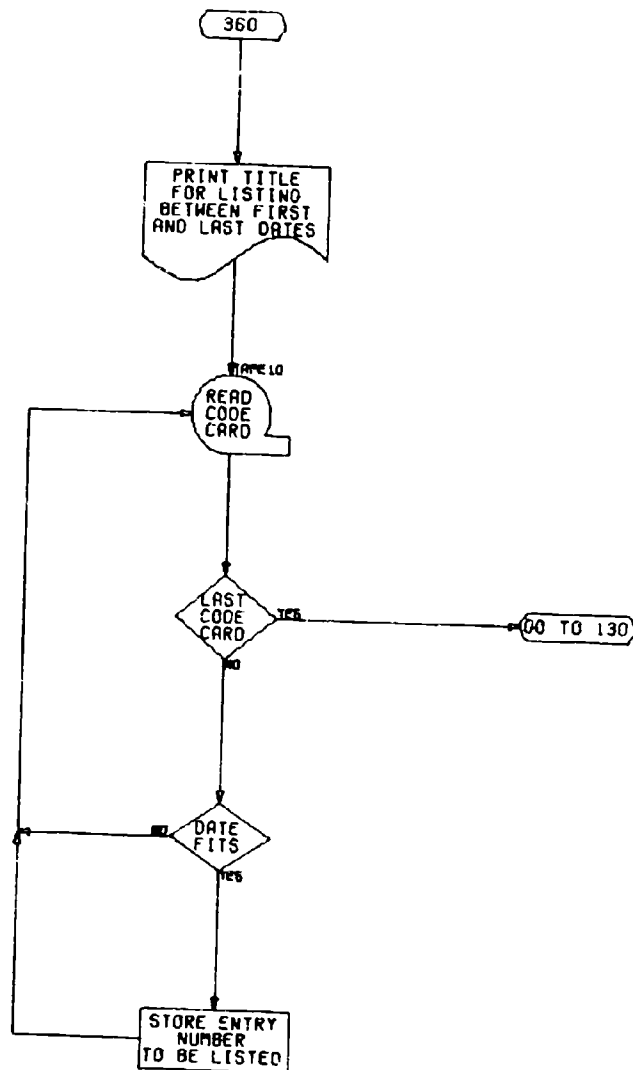 360
PRINT TITLE
FOR LISTING
BETWEEN FIRST
AND LAST DATES
TAPE10
READ
CODE
CARD
LAST
CODE
CARD
YES
GO TO 130
NO
DATE
FITS
NO
YES
STORE ENTRY
NUMBER
TO BE LISTED